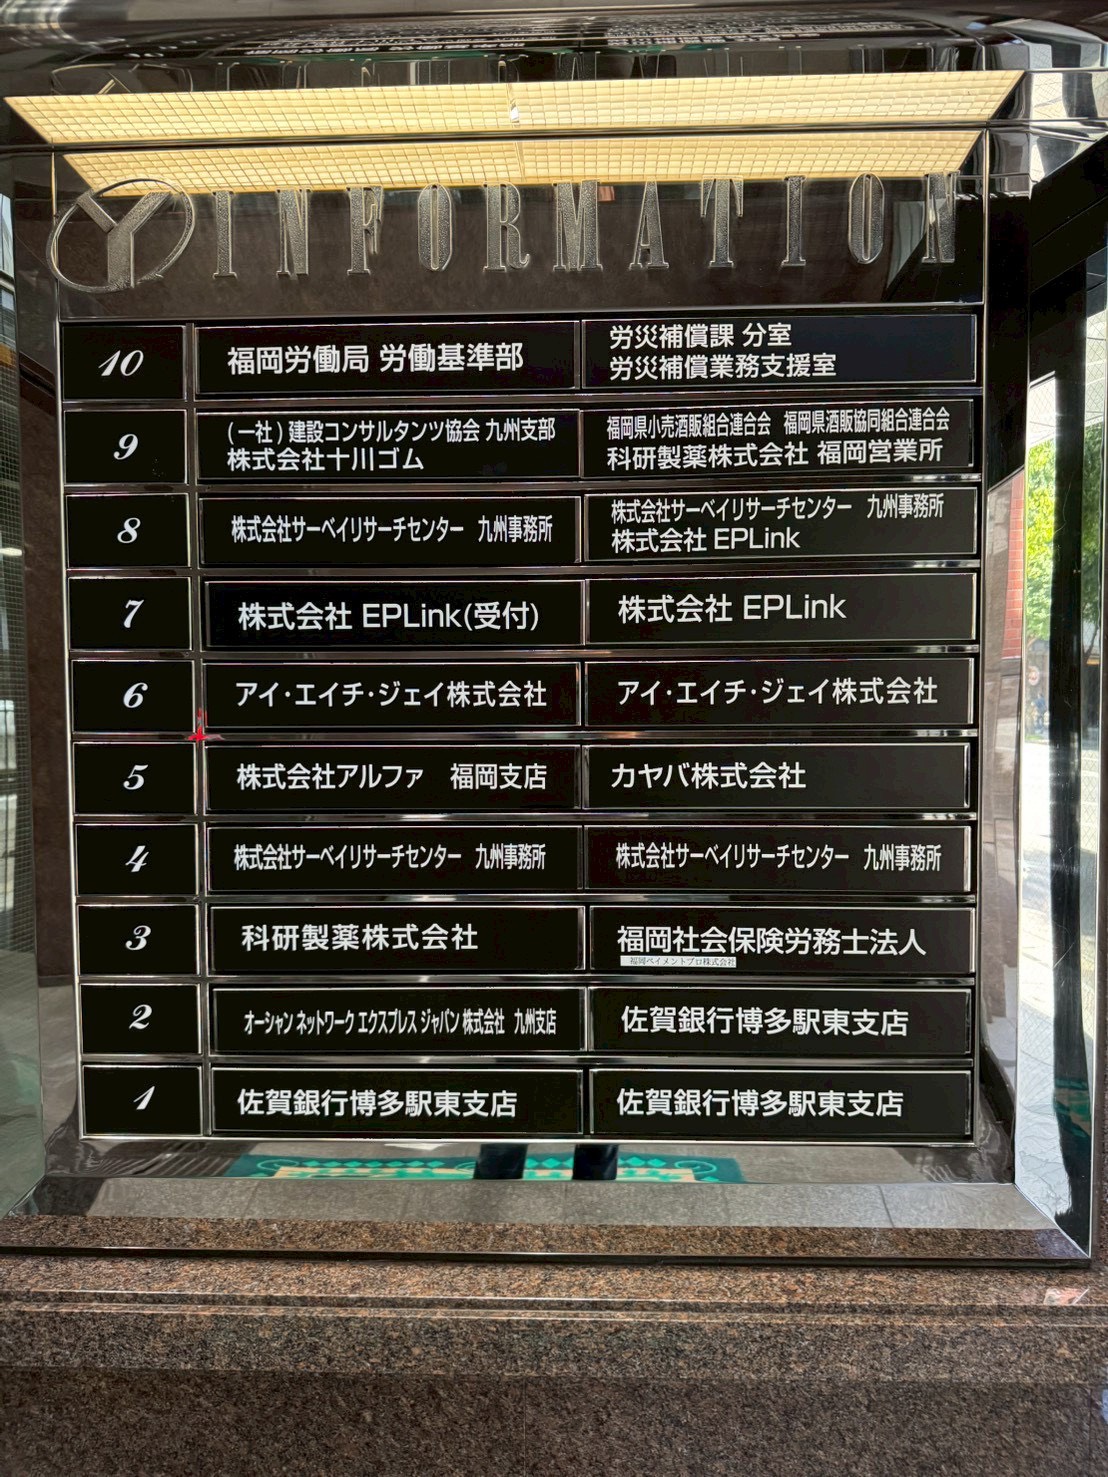 Y INFORMATION
10
福岡労働局 労働基準部
労災補償課 分室
労災補償業務支援室
9
(一社)建設コンサルタンツ協会 九州支部
株式会社十川ゴム
福岡県小売酒販組合連合会 福岡県酒販協同組合連合会
科研製薬株式会社 福岡営業所
8
株式会社サーベイリサーチセンター 九州事務所
株式会社サーベイリサーチセンター 九州事務所
株式会社 EPLink
7
株式会社 EPLink(受付)
株式会社 EPLink
6
アイ・エイチ・ジェイ株式会社
アイ・エイチ・ジェイ株式会社
5
株式会社アルファ 福岡支店
カヤバ株式会社
4
株式会社サーベイリサーチセンター 九州事務所
株式会社サーベイリサーチセンター 九州事務所
3
科研製薬株式会社
福岡社会保険労務士法人
福岡ペイメントプロ株式会社
2
オーシャン ネットワーク エクスプレス ジャパン 株式会社 九州支店
佐賀銀行博多駅東支店
1
佐賀銀行博多駅東支店
佐賀銀行博多駅東支店